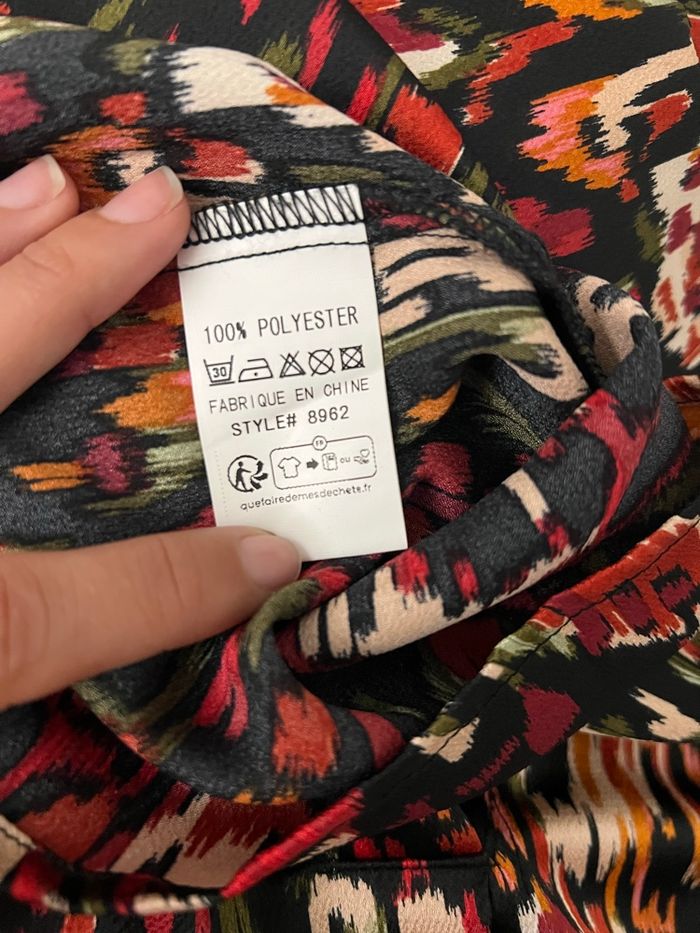 100% POLYESTER
30
FABRIQUE EN CHINE
STYLE# 8962
FR
ou
quefairedemesdechets.fr